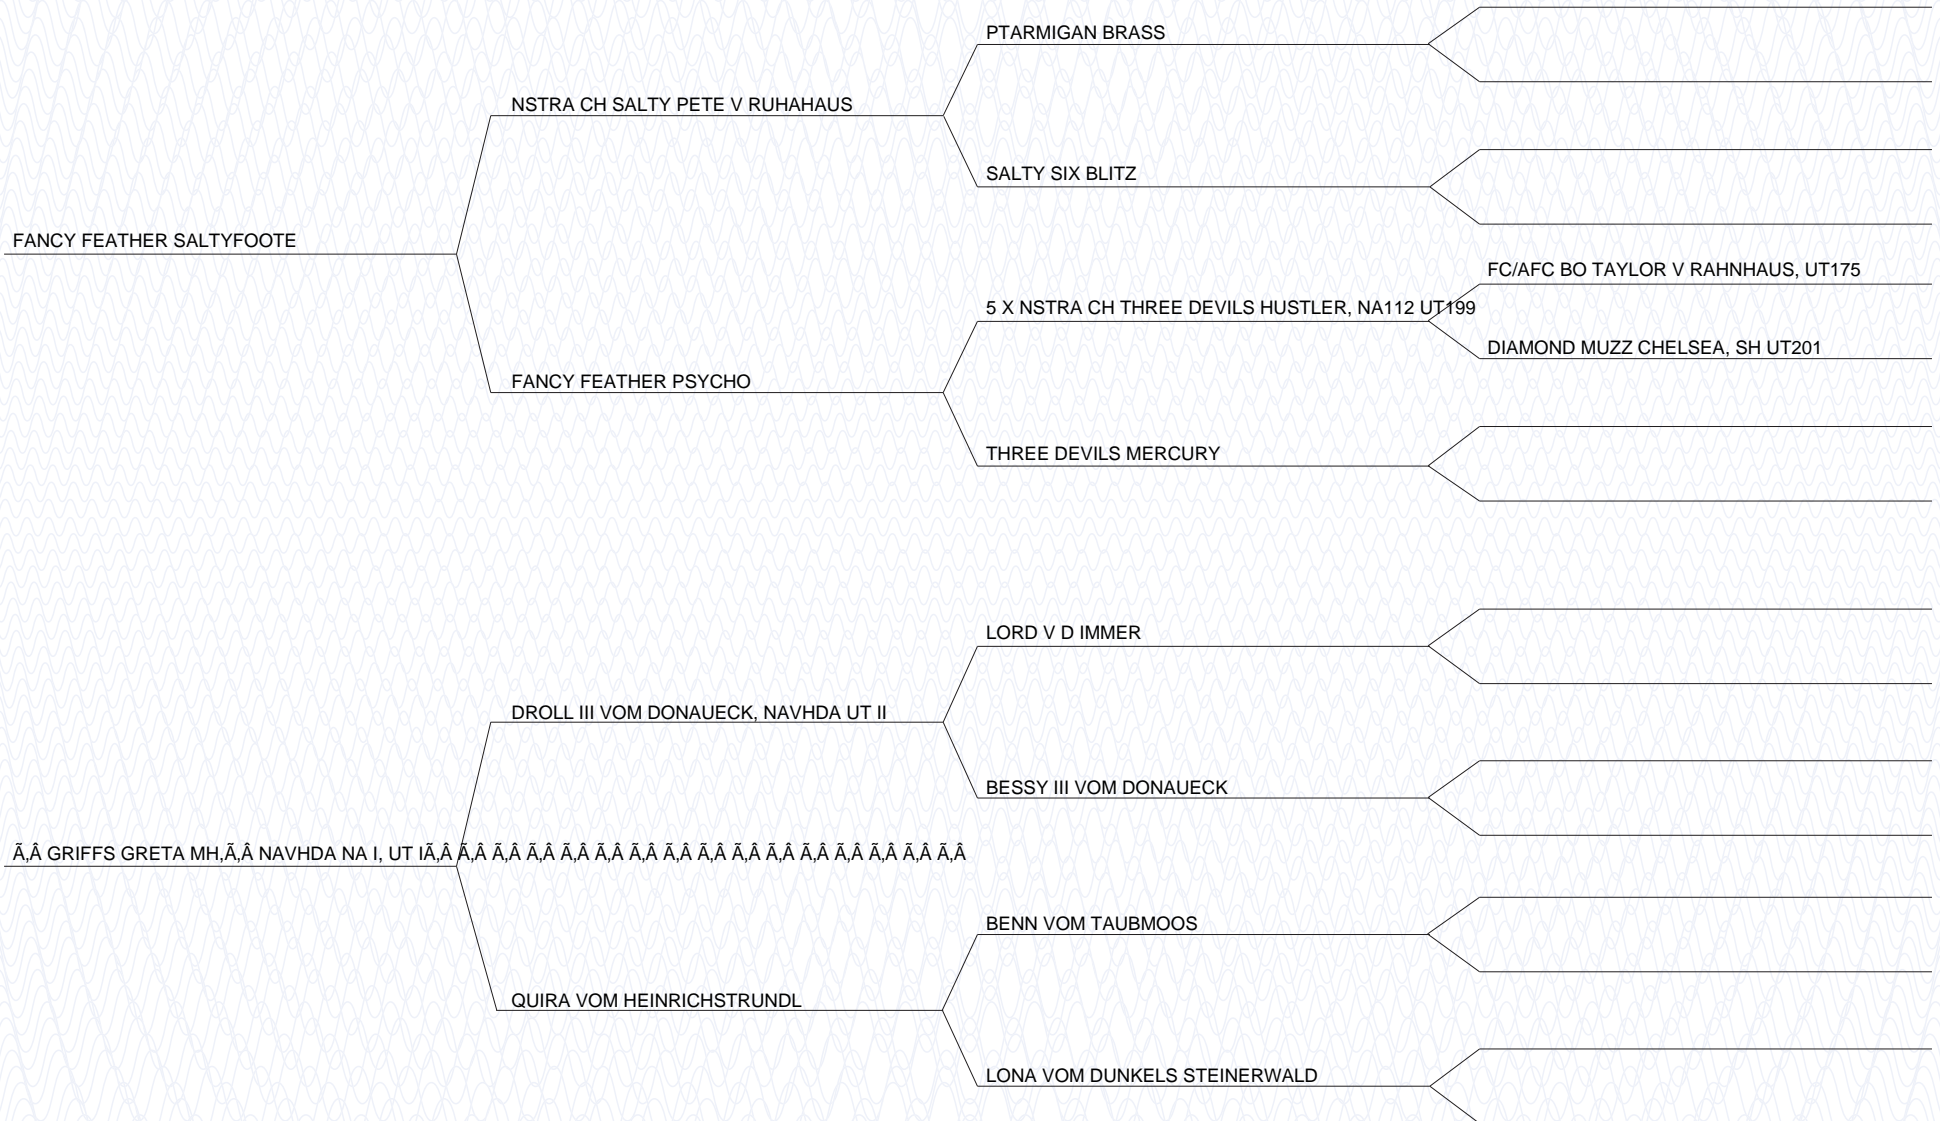 PTARMIGAN BRASS
NSTRA CH SALTY PETE V RUHAHAUS
SALTY SIX BLITZ
FANCY FEATHER SALTYFOOTE
FC/AFC BO TAYLOR V RAHNHAUS, UT175
5 X NSTRA CH THREE DEVILS HUSTLER, NA112 UT199
DIAMOND MUZZ CHELSEA, SH UT201
FANCY FEATHER PSYCHO
THREE DEVILS MERCURY
LORD V D IMMER
DROLL III VOM DONAUECK, NAVHDA UT II
BESSY III VOM DONAUECK
Ã‚Â GRIFFS GRETA MH,Ã‚Â NAVHDA NA I, UT IÃ‚Â Ã‚Â Ã‚Â Ã‚Â Ã‚Â Ã‚Â Ã‚Â Ã‚Â Ã‚Â Ã‚Â Ã‚Â Ã‚Â Ã‚Â Ã‚Â Ã‚Â Ã‚Â
BENN VOM TAUBMOOS
QUIRA VOM HEINRICHSTRUNDL
LONA VOM DUNKELS STEINERWALD